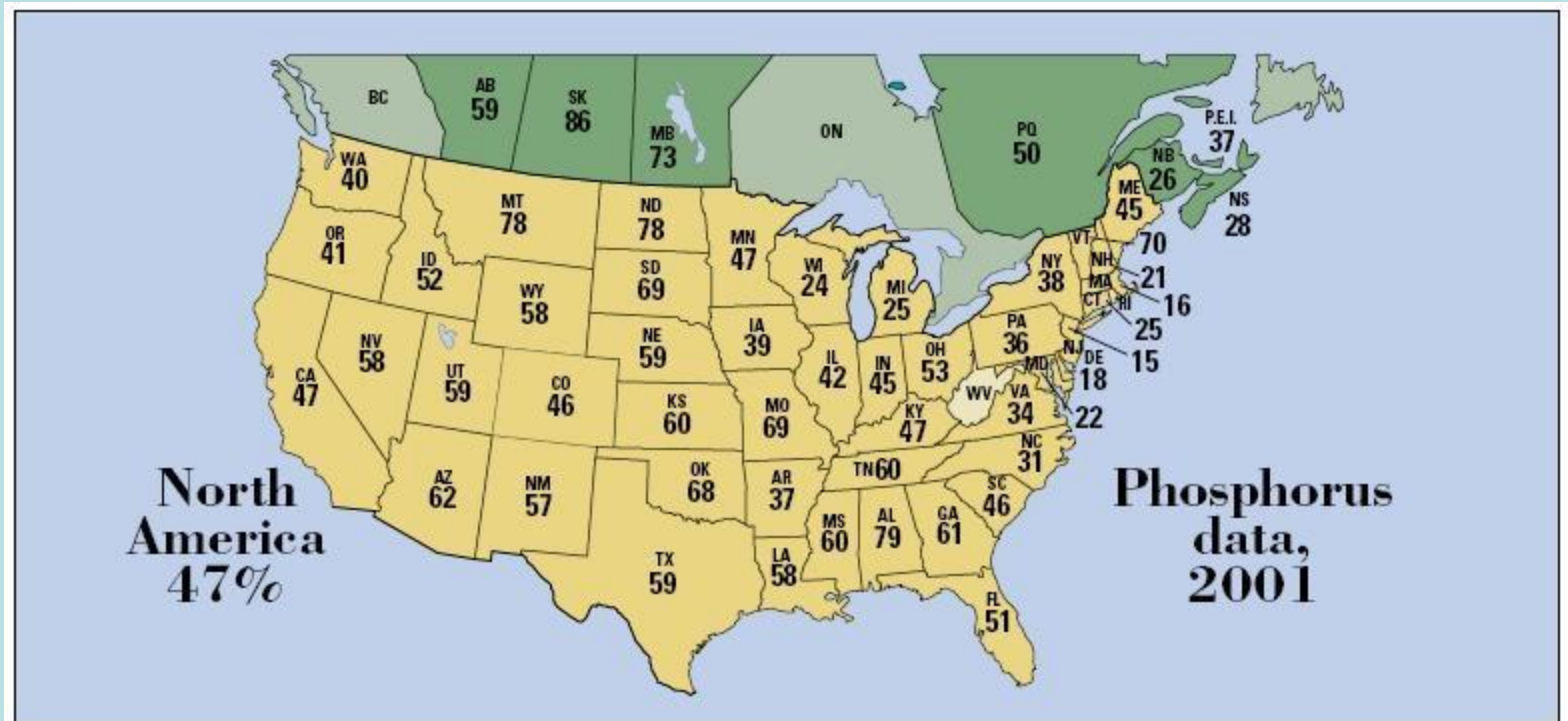 BC
AB
59
SK
86
MB
73
ON
PQ
50
P.E.I.
37
NB
26
NS
28
WA
40
MT
78
ND
78
MN
47
ME
45
OR
41
ID
52
WY
58
SD
69
WI
24
MI
25
NY
38
VT
70
NH
21
MA
16
CT
RI
25
15
NV
58
UT
59
CA
47
CO
46
NE
59
IA
39
IL
42
IN
45
OH
53
PA
36
NJ
MD
DE
18
22
WV
VA
34
KS
60
MO
69
KY
47
NC
31
TN 60
AZ
62
NM
57
OK
68
AR
37
SC
46
MS
60
AL
79
GA
61
TX
59
LA
58
FL
51
North
America
47%
Phosphorus
data,
2001